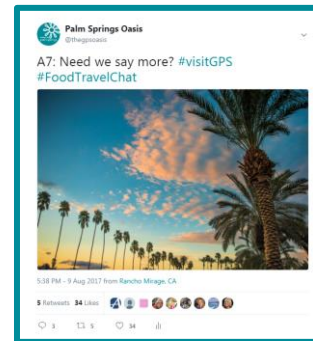 Palm Springs Oasis
@thegpsoasis
A7: Need we say more? #visitGPS
#FoodTravelChat
5:38 PM - 9 Aug 2017 from Rancho Mirage, CA
5 Retweets 34 Likes
3 5 34